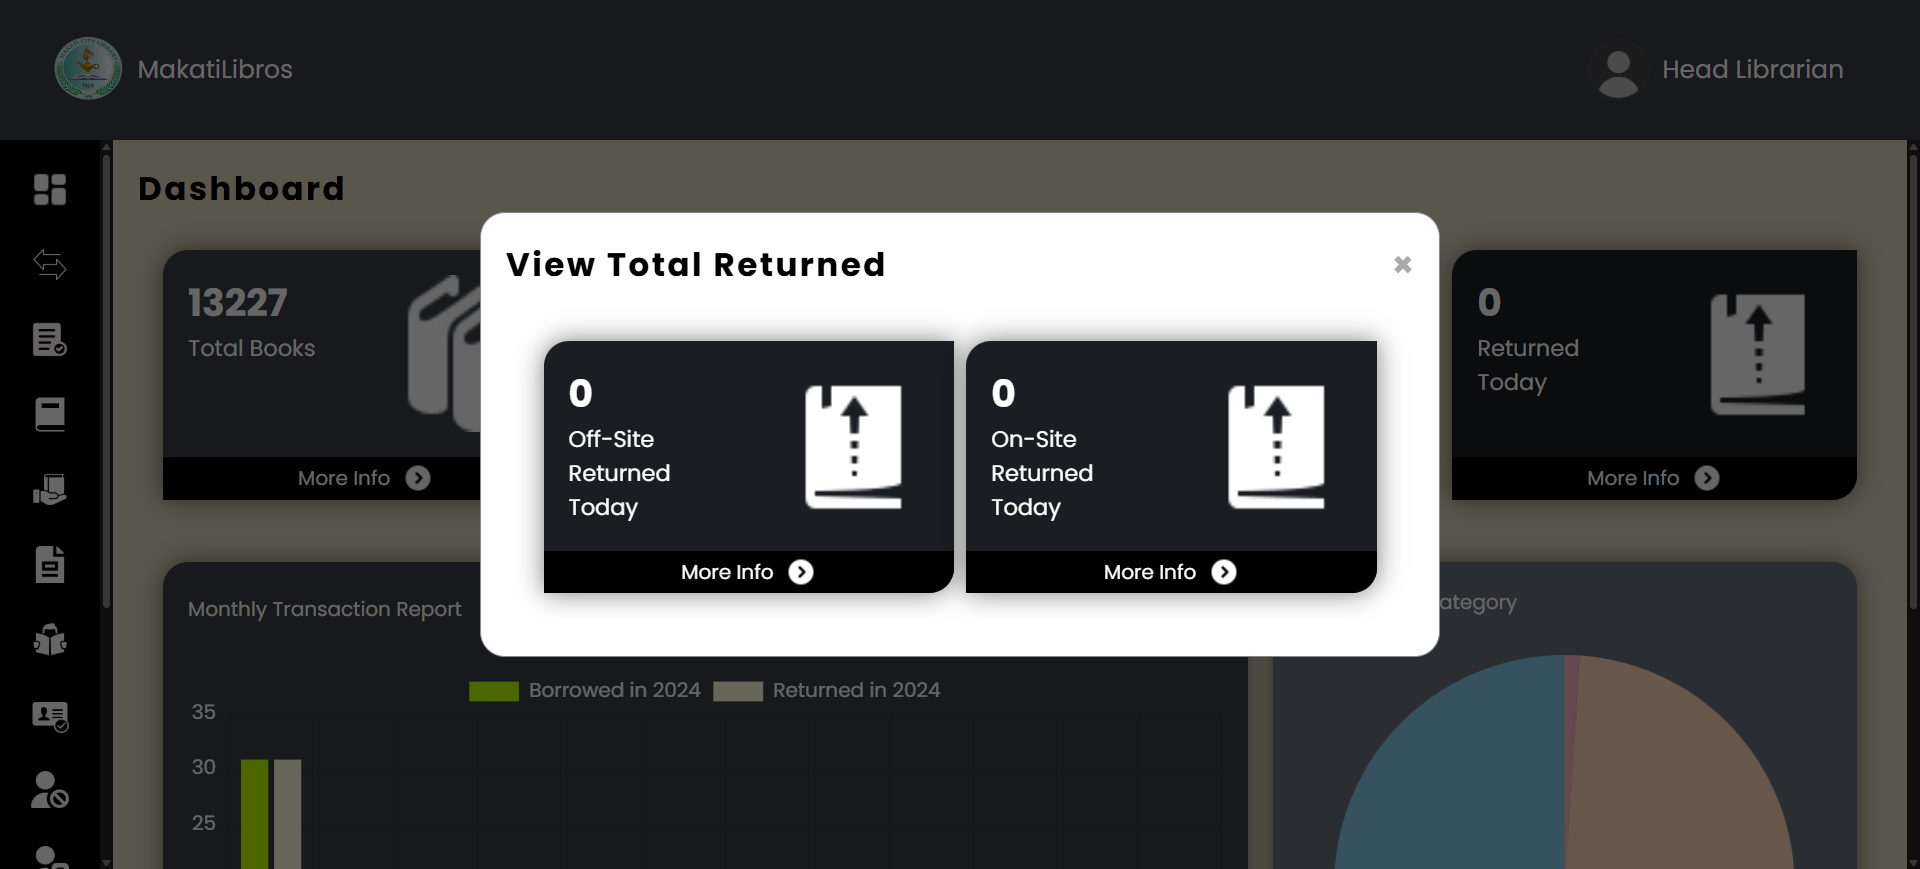 MakatiLibros
Head Librarian
Dashboard
13227
Total Books
More Info
View Total Returned
0
Off-Site
Returned
Today
More Info
0
On-Site
Returned
Today
More Info
0
Returned
Today
More Info
Monthly Transaction Report
Borrowed in 2024
Returned in 2024
35
30
25
ategory